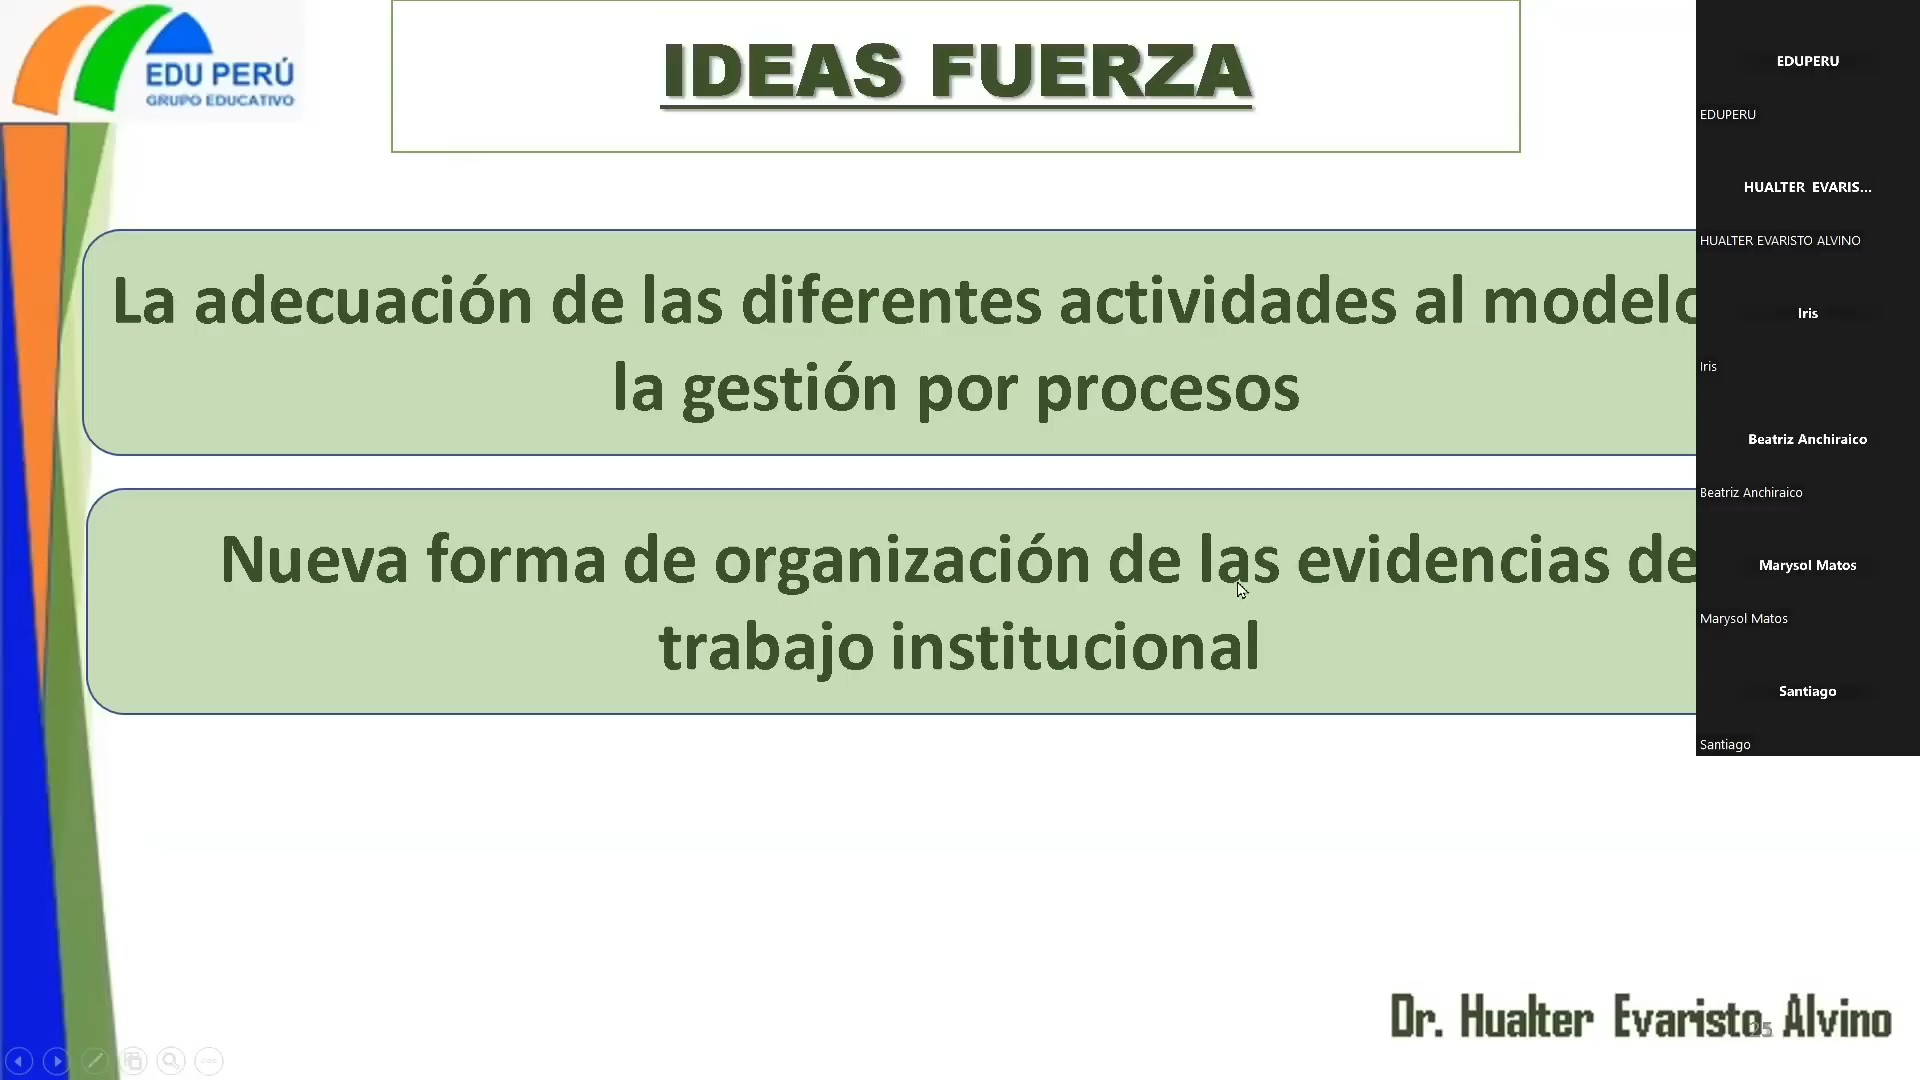 EDU PERÚ
GRUPO EDUCATIVO
IDEAS FUERZA
La adecuación de las diferentes actividades al modelo
la gestión por procesos
Nueva forma de organización de las evidencias de
trabajo institucional
Dr. Hualter Evaristo Alvino
25
EDUPERU
EDUPERU
HUALTER EVARIS...
HUALTER EVARISTO ALVINO
Iris
Iris
Beatriz Anchiraico
Beatriz Anchiraico
Marysol Matos
Marysol Matos
Santiago
Santiago